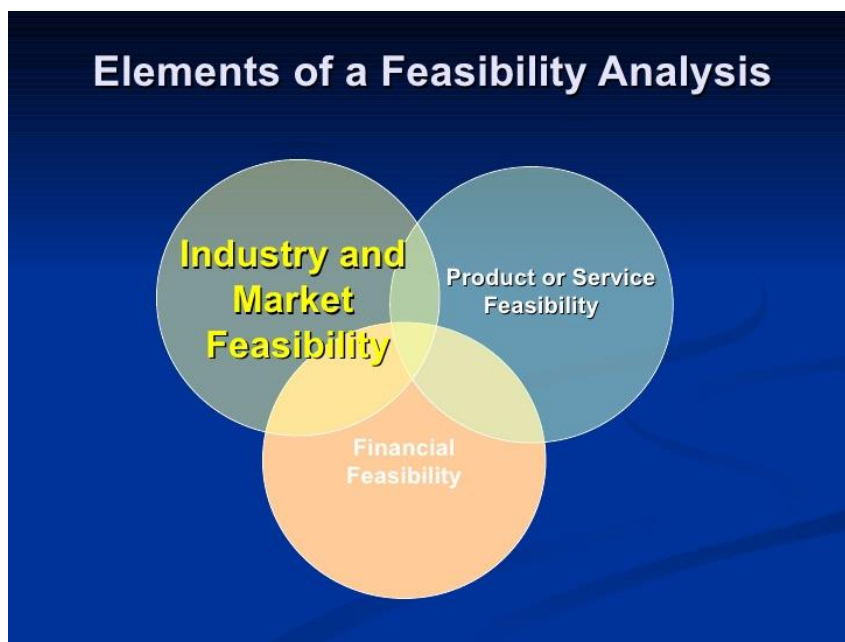 Elements of a Feasibility Analysis
Industry and
Market
Feasibility
Product or Service
Feasibility
Financial
Feasibility